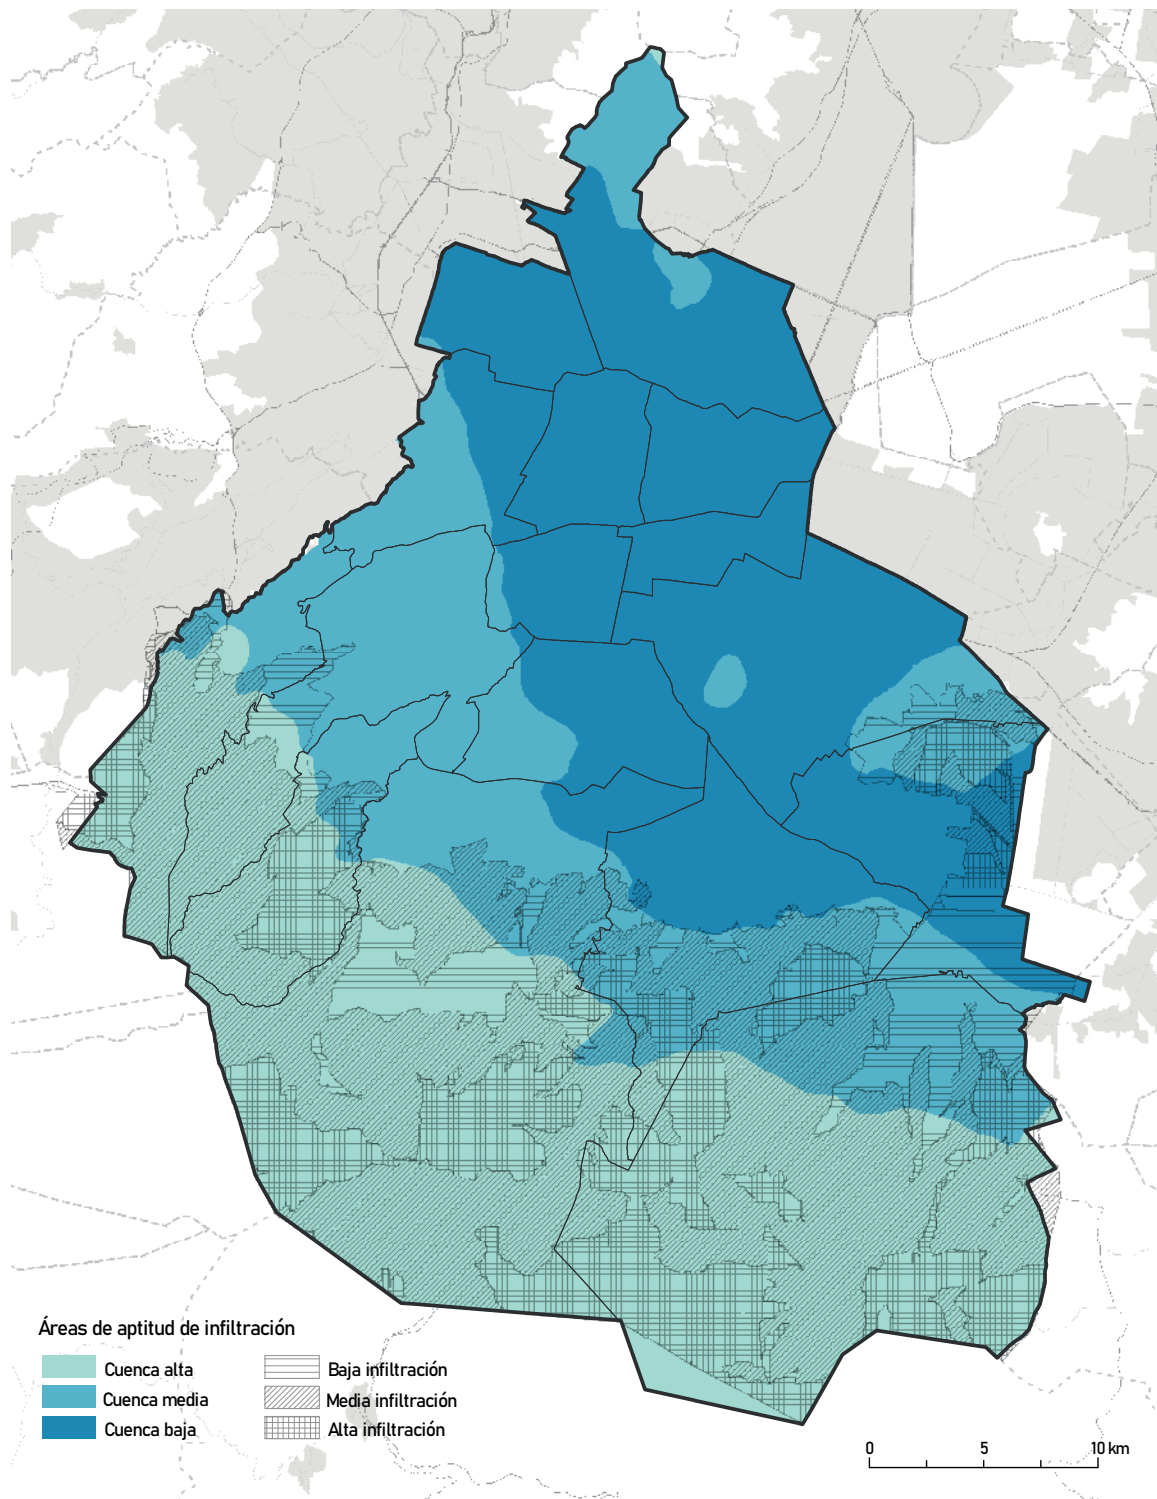 Áreas de aptitud de infiltración
Cuenca alta
Cuenca media
Cuenca baja
Baja infiltración
Media infiltración
Alta infiltración
0 5 10 km